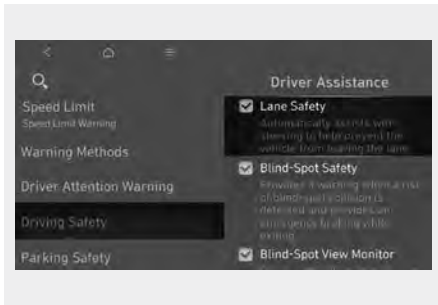 Speed Limit
Speed Limit Warning
Warning Methods
Driver Attention Warning
Driving Safety
Parking Safety
Driver Assistance
Lane Safety
Automatically assists with
steering to help prevent the
vehicle from leaving the lane.
Blind-Spot Safety
Provides a warning when a risk
of blind-spot collision is
detected and provides an
emergency braking while
exiting.
Blind-Spot View Monitor